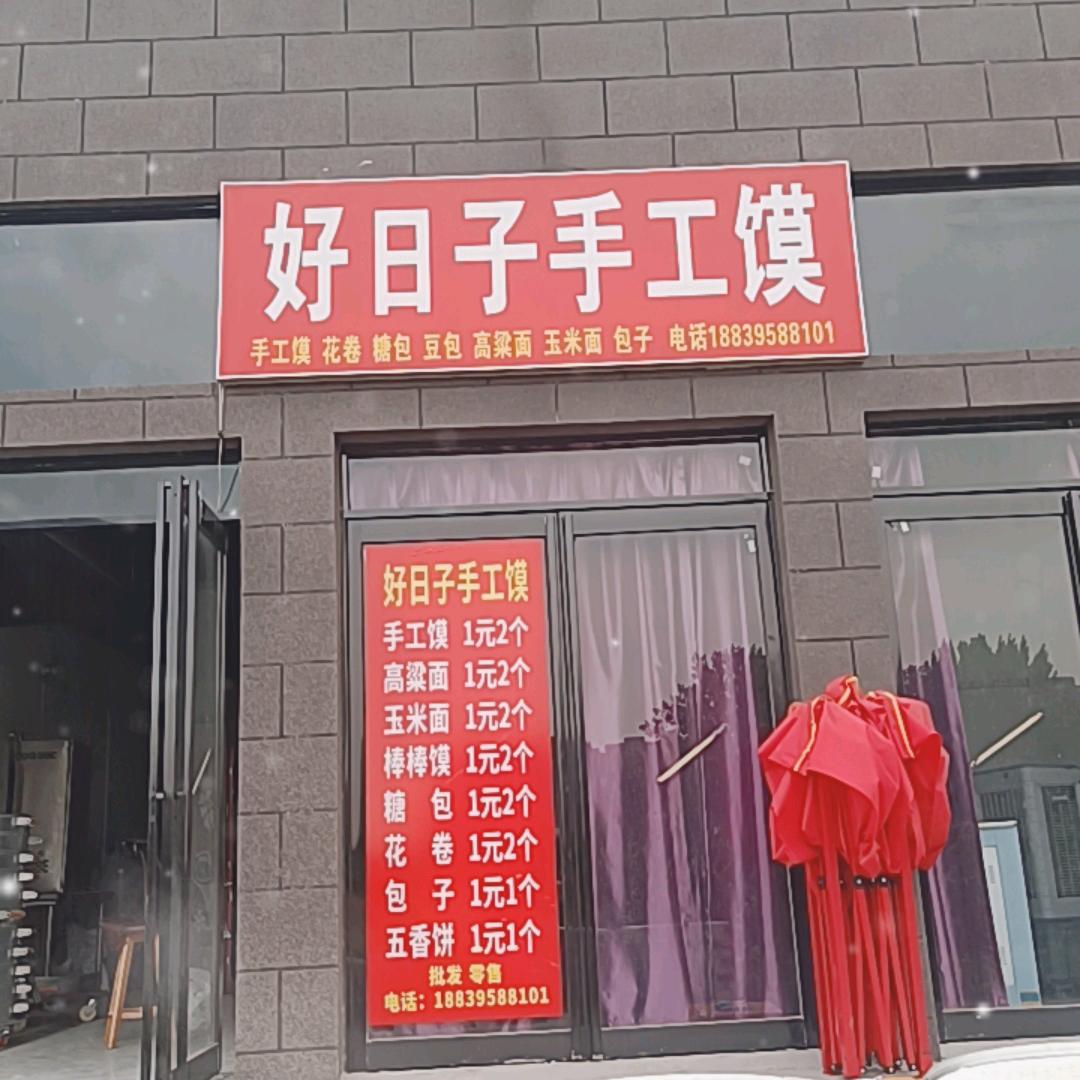 好日子手工馍
手工馍 花卷 糖包 豆包 高粱面 玉米面 包子 电话18839588101
好日子手工馍
手工馍 1元2个
高粱面 1元2个
玉米面 1元2个
棒棒馍 1元2个
糖 包 1元2个
花 卷 1元2个
包 子 1元1个
五香饼 1元1个
批发 零售
电话：18839588101